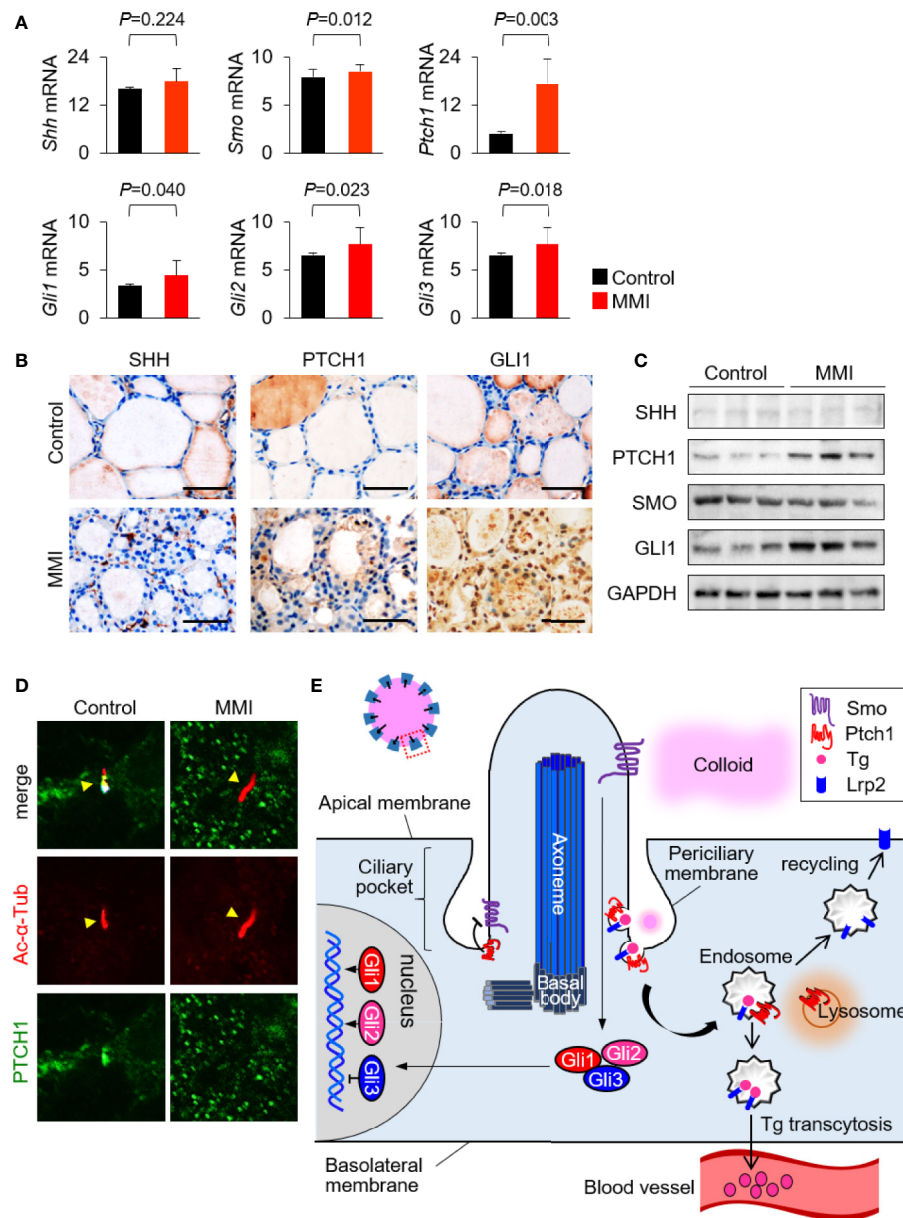 A
P=0.224
P=0.012
P=0.003
Shh mRNA
24
12
0
Smo mRNA
10
5
0
Ptch1 mRNA
24
12
0
P=0.040
P=0.023
P=0.018
Gli1 mRNA
10
5
0
Gli2 mRNA
10
5
0
Gli3 mRNA
10
5
0
Control
MMI
B
SHH
PTCH1
GLI1
Control
MMI
C
Control
MMI
SHH
PTCH1
SMO
GLI1
GAPDH
D
Control
MMI
merge
Ac-α-Tub
PTCH1
E
Smo
Ptch1
Tg
Lrp2
Colloid
Apical membrane
Ciliary
pocket
Axoneme
Periciliary
membrane
recycling
Endosome
Lysosome
Basal
body
nucleus
Gli1
Gli2
Gli3
Gli1
Gli2
Gli3
Tg transcytosis
Basolateral
membrane
Blood vessel